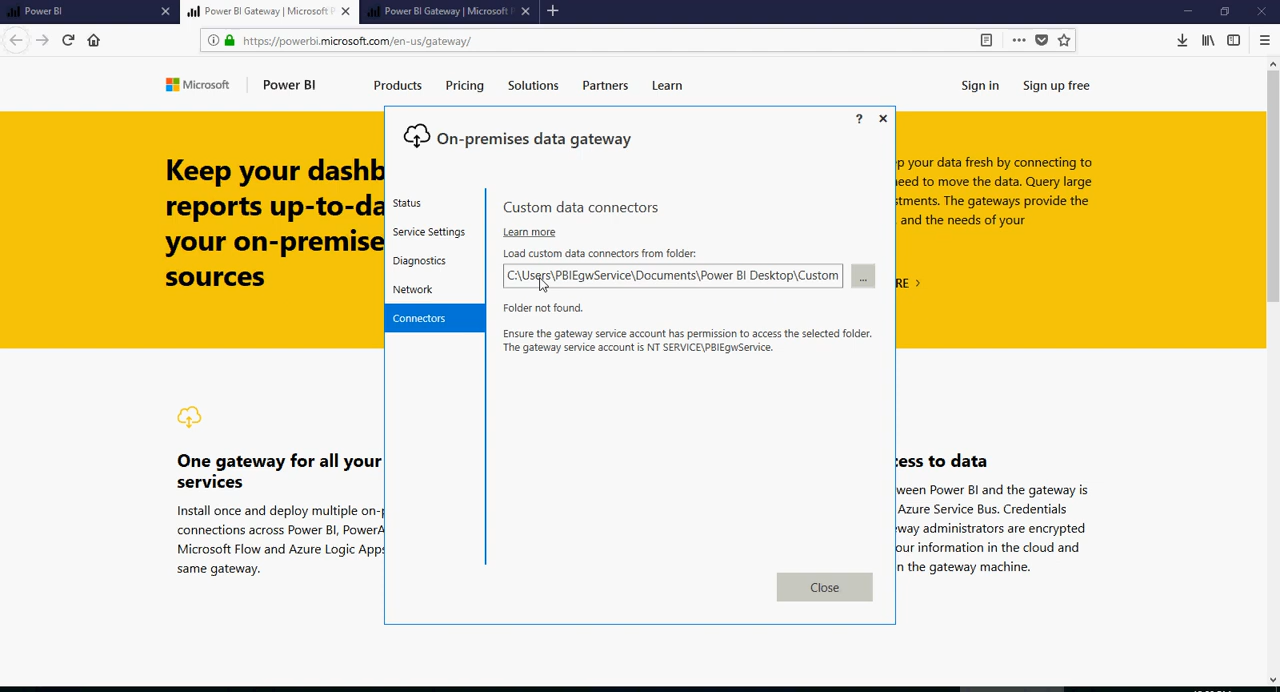 Power BI
Power BI Gateway | Microsoft
Power BI Gateway | Microsoft
https://powerbi.microsoft.com/en-us/gateway/
Microsoft
Power BI
Products
Pricing
Solutions
Partners
Learn
Sign in
Sign up free
?
On-premises data gateway
Keep your dashb
reports up-to-da
your on-premise
sources
p your data fresh by connecting to
need to move the data. Query large
stments. The gateways provide the
and the needs of your
RE >
Status
Service Settings
Diagnostics
Network
Connectors
Custom data connectors
Learn more
Load custom data connectors from folder:
C:\Users\PBIEgwService\Documents\Power BI Desktop\Custom
...
Folder not found.
Ensure the gateway service account has permission to access the selected folder.
The gateway service account is NT SERVICE\PBIEgwService.
Close
One gateway for all your
services
Install once and deploy multiple on-p
connections across Power BI, PowerA
Microsoft Flow and Azure Logic Apps
same gateway.
cess to data
ween Power BI and the gateway is
Azure Service Bus. Credentials
way administrators are encrypted
our information in the cloud and
n the gateway machine.